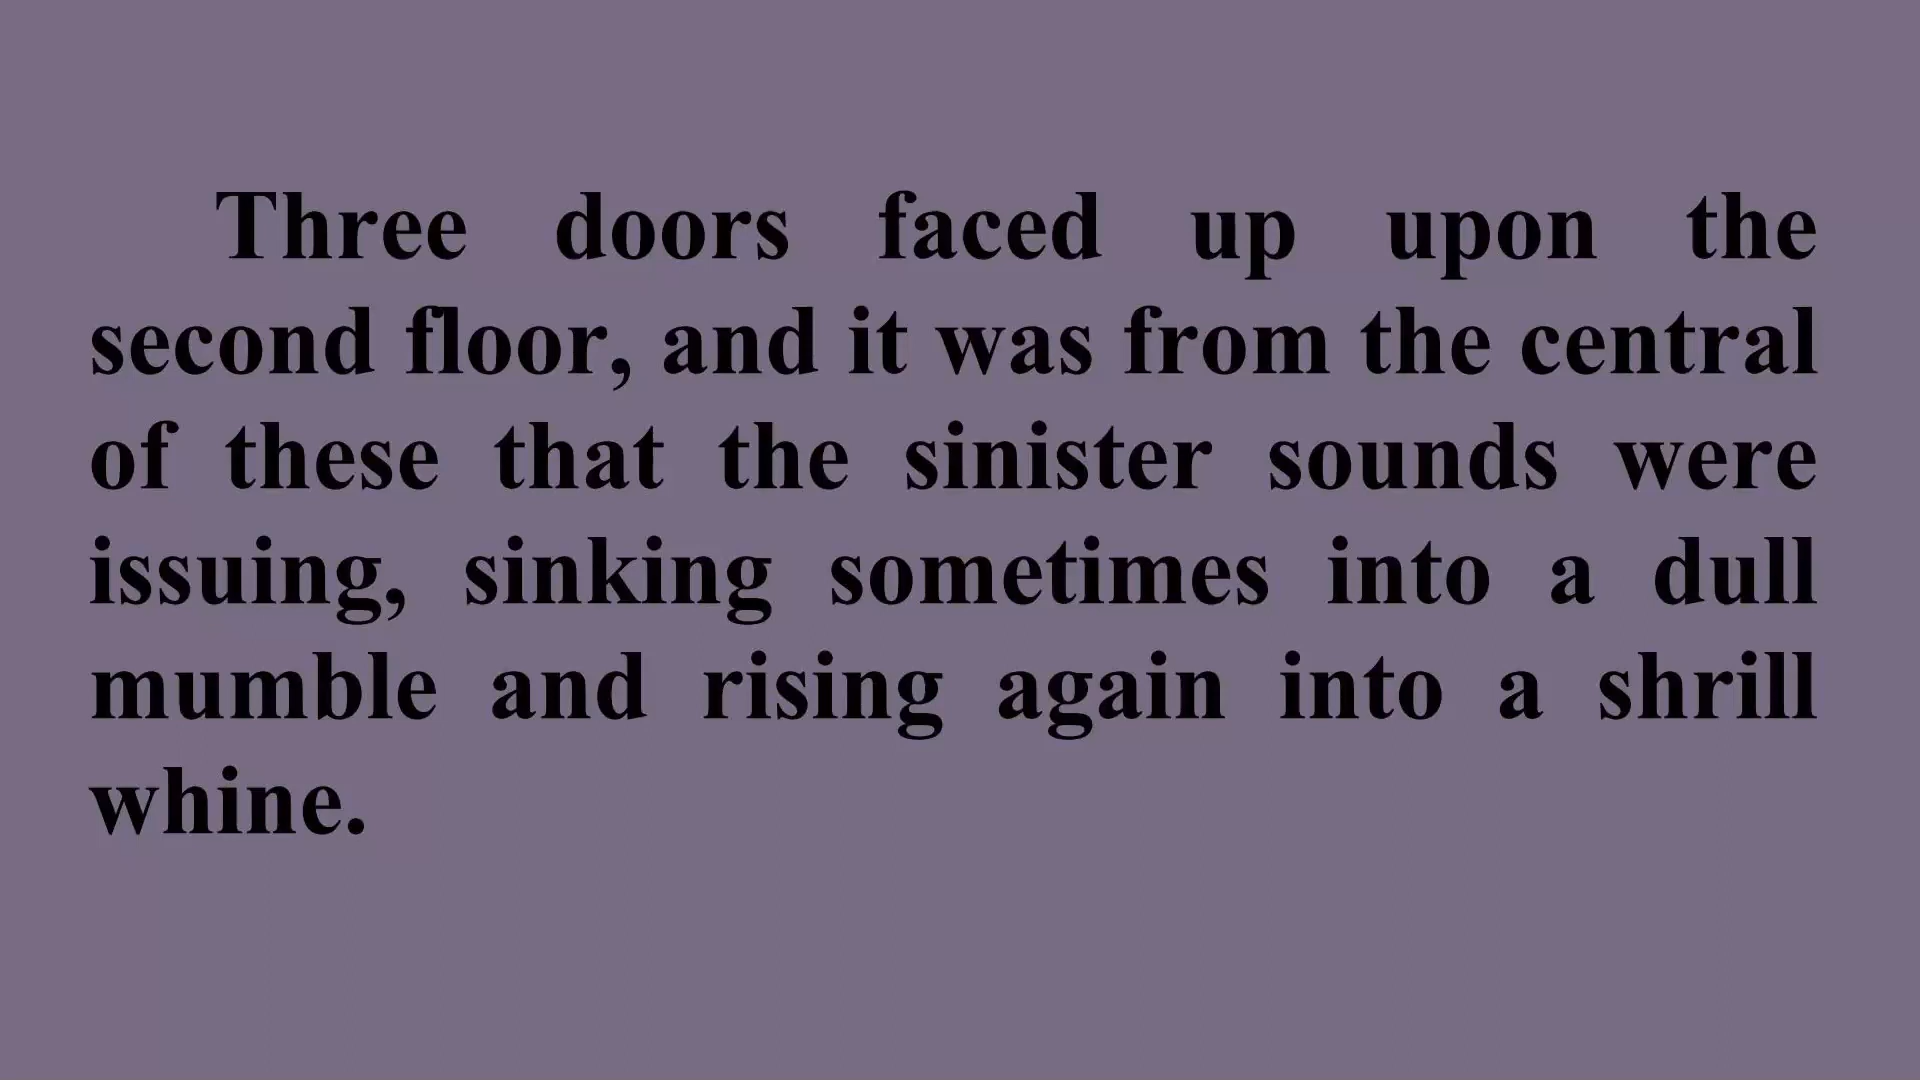 Three doors faced up upon the
second floor, and it was from the central
of these that the sinister sounds were
issuing, sinking sometimes into a dull
mumble and rising again into a shrill
whine.